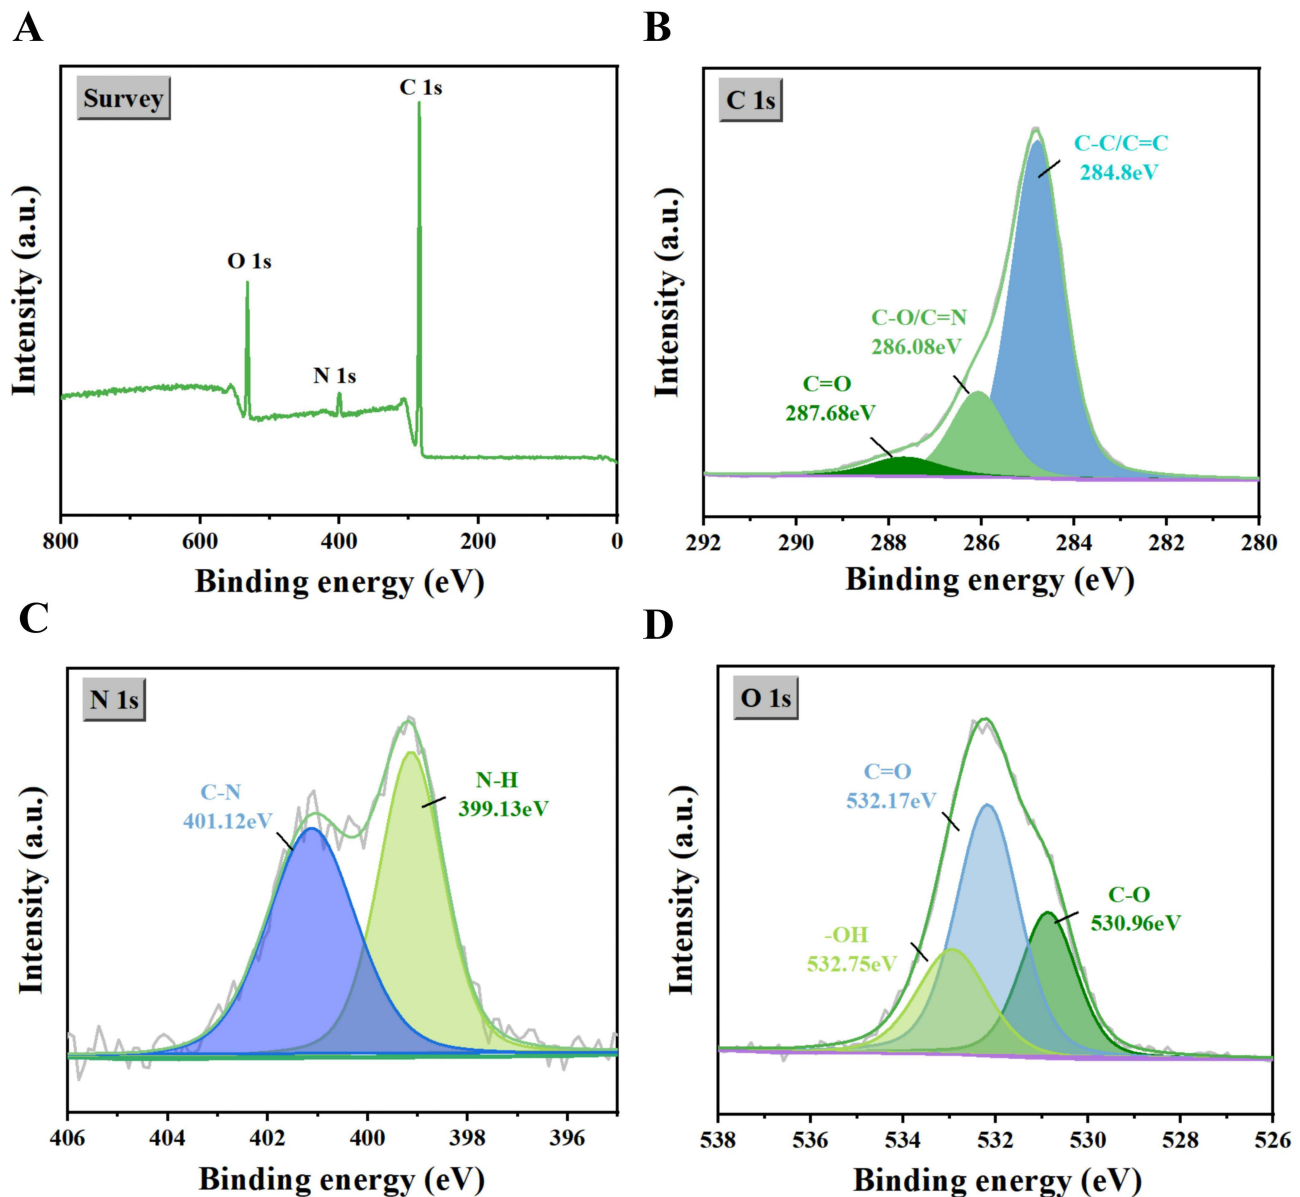 A
Survey
C 1s
O 1s
N 1s
Intensity (a.u.)
800 600 400 200 0
Binding energy (eV)
B
C 1s
C-C/C=C
284.8eV
C-O/C=N
286.08eV
C=O
287.68eV
Intensity (a.u.)
292 290 288 286 284 282 280
Binding energy (eV)
C
N 1s
C-N
401.12eV
N-H
399.13eV
Intensity (a.u.)
406 404 402 400 398 396
Binding energy (eV)
D
O 1s
C=O
532.17eV
C-O
530.96eV
-OH
532.75eV
Intensity (a.u.)
538 536 534 532 530 528 526
Binding energy (eV)